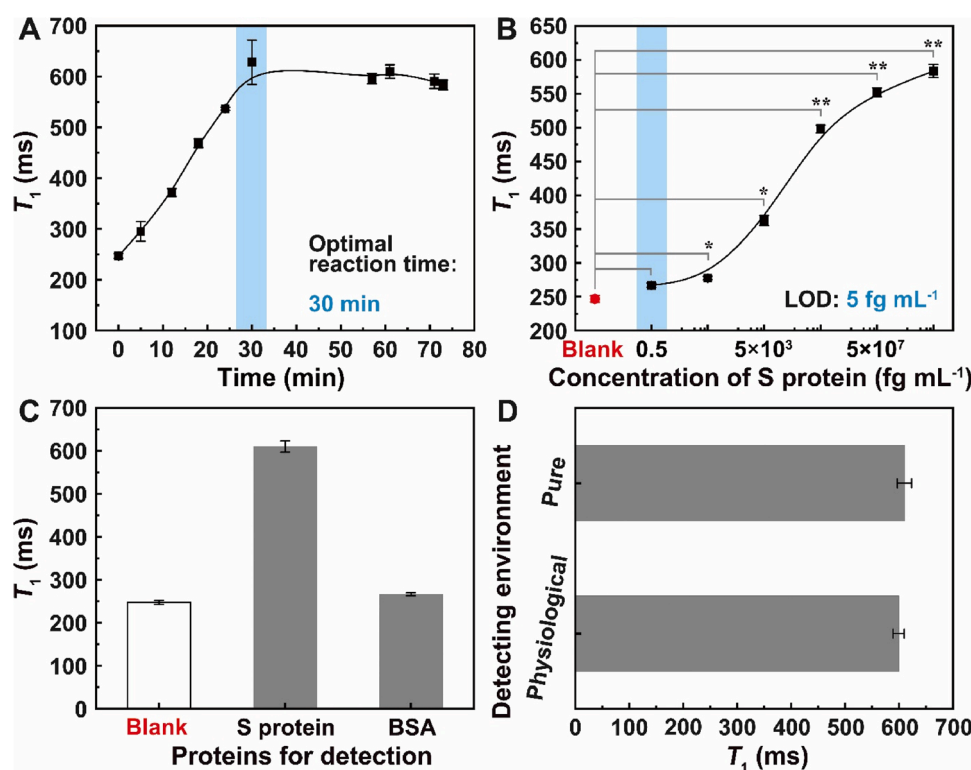 A
700
600
500
400
300
200
100
T1 (ms)
0 10 20 30 40 50 60 70 80
Time (min)
Optimal
reaction time:
30 min
B
650
600
550
500
450
400
350
300
250
200
T1 (ms)
**
**
**
*
*
LOD: 5 fg mL⁻¹
Blank 0.5 5×10³ 5×10⁷
Concentration of S protein (fg mL⁻¹)
C
700
600
500
400
300
200
100
0
T1 (ms)
Blank S protein BSA
Proteins for detection
D
Detecting environment
Pure
Physiological
0 100 200 300 400 500 600 700
T1 (ms)